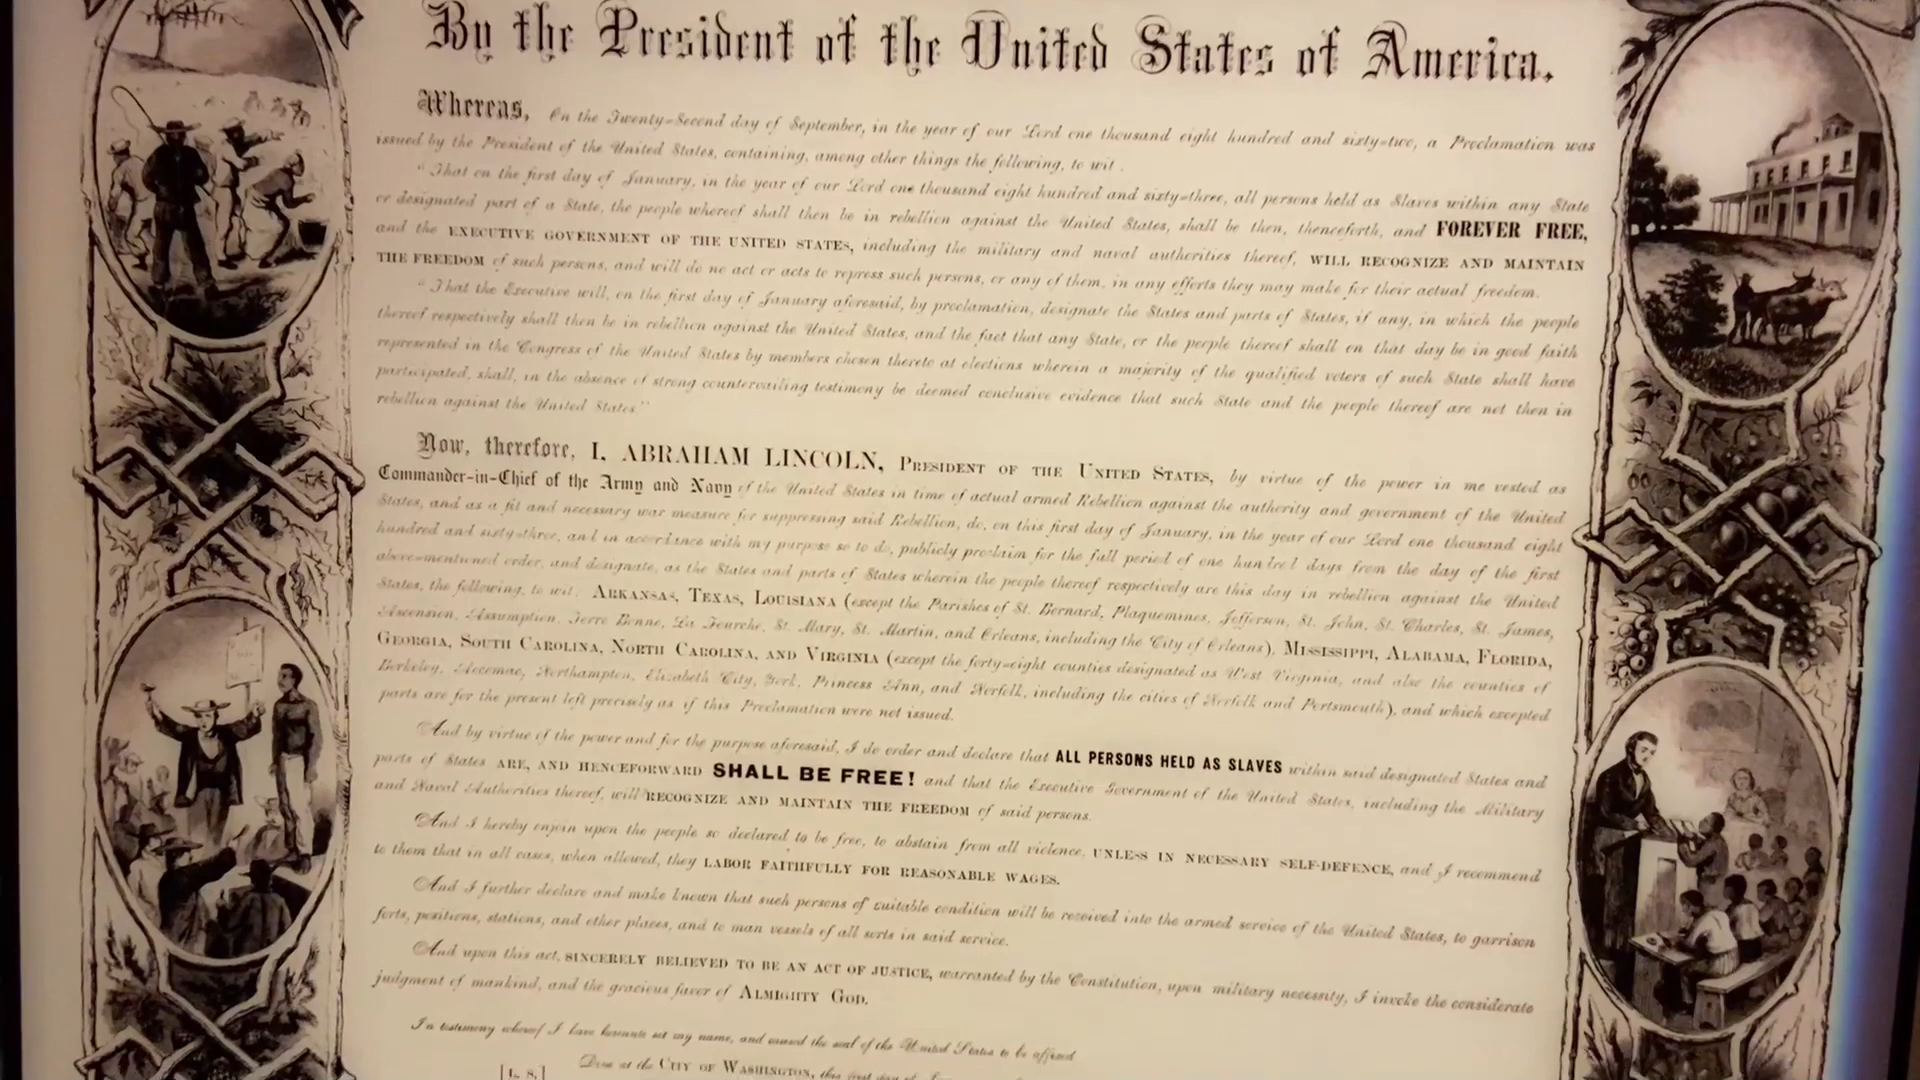 By the President of the United States of America.
Whereas, On the Twenty=Second day of September, in the year of our Lord one thousand eight hundred and sixty=two, a Proclamation was
issued by the President of the United States, containing, among other things the following, to wit.
"That on the first day of January, in the year of our Lord one thousand eight hundred and sixty=three, all persons held as Slaves within any State
or designated part of a State, the people whereof shall then be in rebellion against the United States, shall be then, thenceforth, and FOREVER FREE,
and the EXECUTIVE GOVERNMENT OF THE UNITED STATES, including the military and naval authorities thereof, WILL RECOGNIZE AND MAINTAIN
THE FREEDOM of such persons, and will do no act or acts to repress such persons, or any of them, in any efforts they may make for their actual freedom.
"That the Executive will, on the first day of January aforesaid, by proclamation, designate the States and parts of States, if any, in which the people
thereof respectively shall then be in rebellion against the United States, and the fact that any State, or the people thereof shall on that day be in good faith
represented in the Congress of the United States by members chosen thereto at elections wherein a majority of the qualified voters of such State shall have
participated, shall, in the absence of strong countervailing testimony be deemed conclusive evidence that such State and the people thereof are not then in
rebellion against the United States."
Now, therefore, I, ABRAHAM LINCOLN, PRESIDENT OF THE UNITED STATES, by virtue of the power in me vested as
Commander-in-Chief of the Army and Navy of the United States in time of actual armed Rebellion against the authority and government of the United
States, and as a fit and necessary war measure for suppressing said Rebellion, do, on this first day of January, in the year of our Lord one thousand eight
hundred and sixty=three, and in accordance with my purpose so to do, publicly proclaim for the full period of one hundred days from the day of the first
above=mentioned order, and designate, as the States and parts of States wherein the people thereof respectively are this day in rebellion against the United
States, the following, to wit: ARKANSAS, TEXAS, LOUISIANA (except the Parishes of St. Bernard, Plaquemines, Jefferson, St. John, St. Charles, St. James,
Ascension, Assumption, Terre Bonne, La Fourche, St. Mary, St. Martin, and Orleans, including the City of Orleans), MISSISSIPPI, ALABAMA, FLORIDA,
GEORGIA, SOUTH CAROLINA, NORTH CAROLINA, AND VIRGINIA (except the forty=eight counties designated as West Virginia, and also the counties of
Berkeley, Accomac, Northampton, Elizabeth City, York, Princess Ann, and Norfolk, including the cities of Norfolk and Portsmouth), and which excepted
parts are for the present left precisely as if this Proclamation were not issued.
And by virtue of the power and for the purpose aforesaid, I do order and declare that ALL PERSONS HELD AS SLAVES within said designated States and
parts of States ARE, AND HENCEFORWARD SHALL BE FREE! and that the Executive Government of the United States, including the Military
and Naval Authorities thereof, will RECOGNIZE AND MAINTAIN THE FREEDOM of said persons.
And I hereby enjoin upon the people so declared to be free, to abstain from all violence, UNLESS IN NECESSARY SELF-DEFENCE, and I recommend
to them that in all cases, when allowed, they LABOR FAITHFULLY FOR REASONABLE WAGES.
And I further declare and make known that such persons of suitable condition will be received into the armed service of the United States, to garrison
forts, positions, stations, and other places, and to man vessels of all sorts in said service.
And upon this act, SINCERELY BELIEVED TO BE AN ACT OF JUSTICE, warranted by the Constitution, upon military necessity, I invoke the considerate
judgment of mankind, and the gracious favor of ALMIGHTY GOD.
In testimony whereof I have hereunto set my name, and caused the seal of the United States to be affixed
[L. S.] Done at the CITY OF WASHINGTON, this first day of